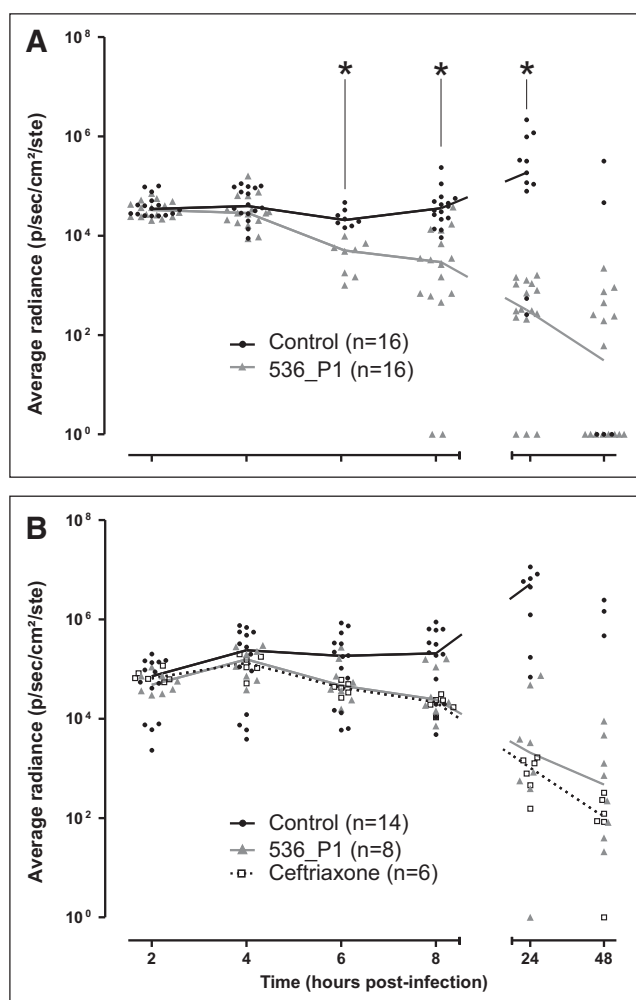 A
10⁸
* * *
10⁶
10⁴
10²
10⁰
Average radiance (p/sec/cm²/ste)
Control (n=16)
536_P1 (n=16)
B
10⁸
10⁶
10⁴
10²
10⁰
Average radiance (p/sec/cm²/ste)
Control (n=14)
536_P1 (n=8)
Ceftriaxone (n=6)
2 4 6 8 24 48
Time (hours post-infection)